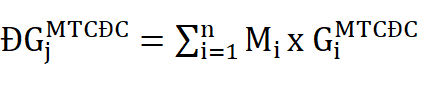 ĐG_j^{MTCĐC} = ∑_{i=1}^{n} M_i x G_i^{MTCĐC}